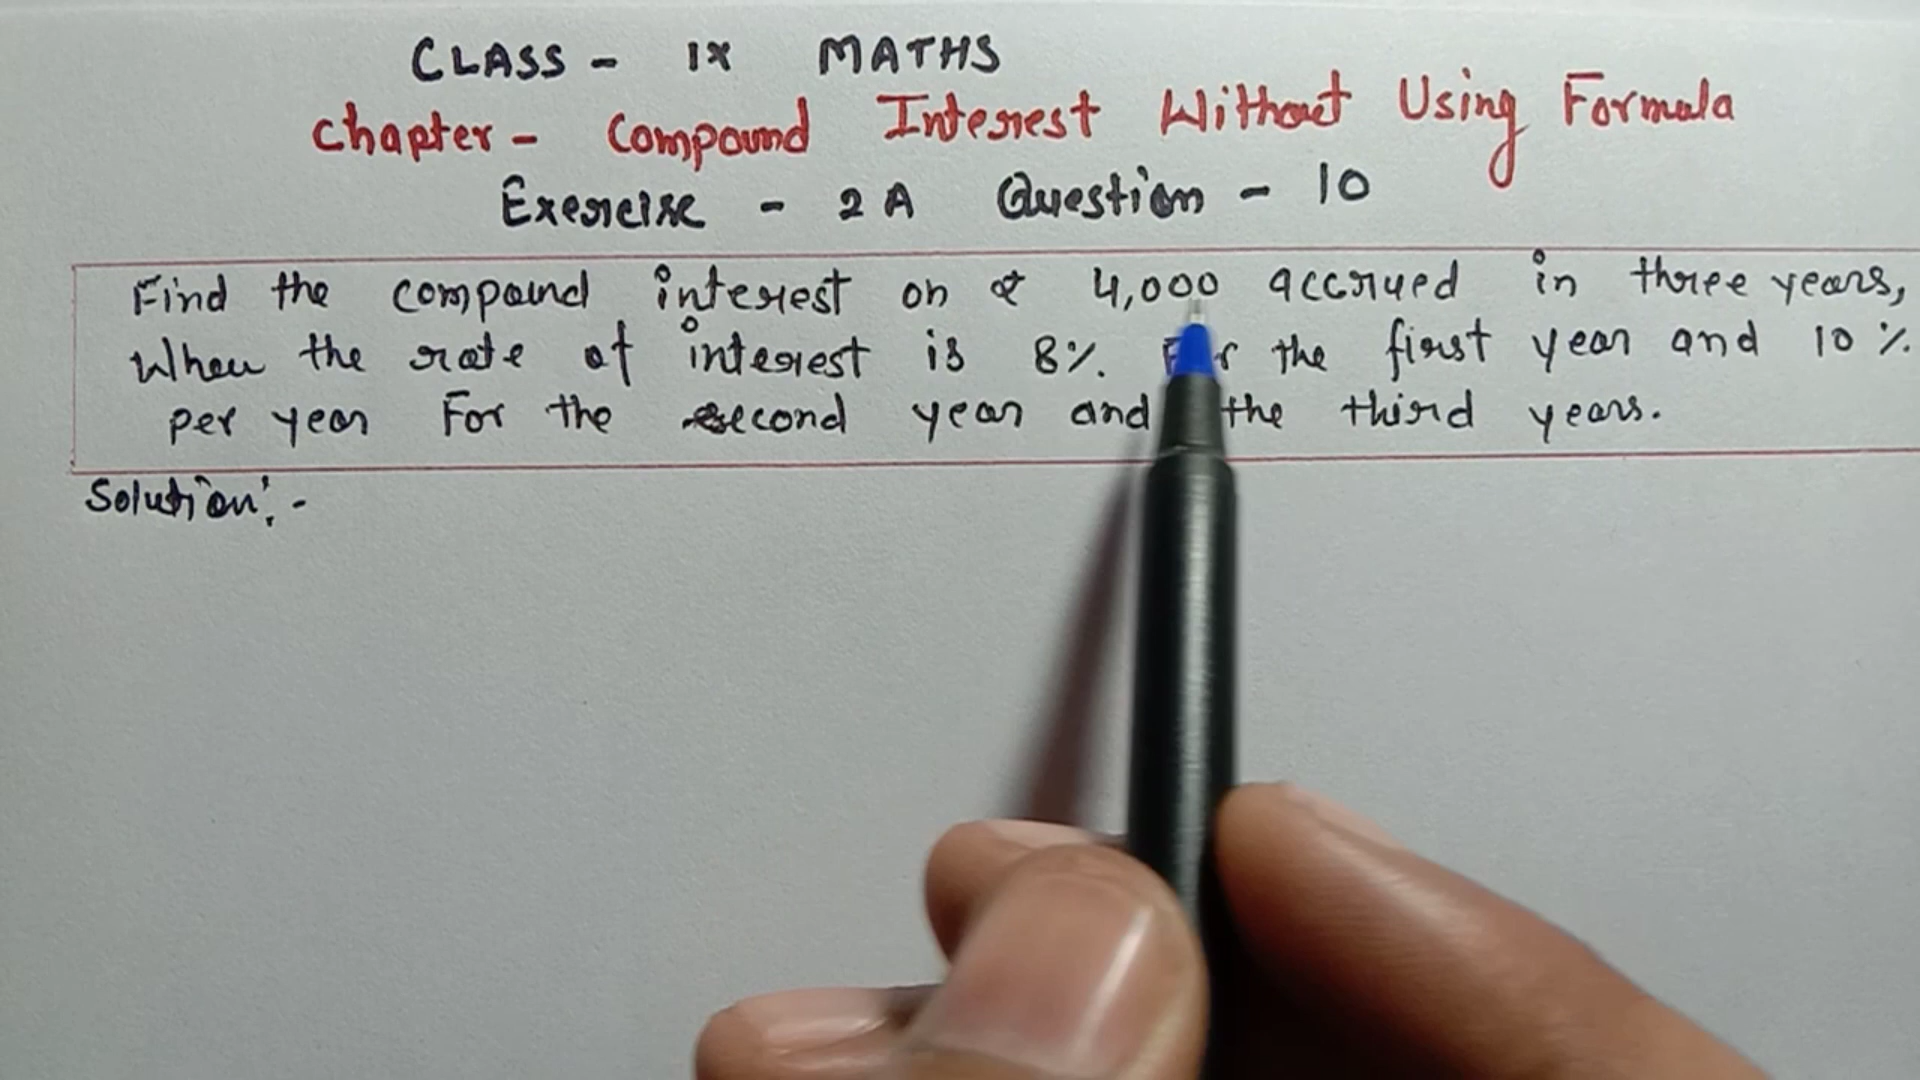 CLASS - IX MATHS
Chapter - Compound Interest Without Using Formula
Exercise - 2A Question - 10
Find the compound interest on ₹ 4,000 accrued in three years,
When the rate of interest is 8% the first year and 10%
per year For the second year and the third years.
Solution:-